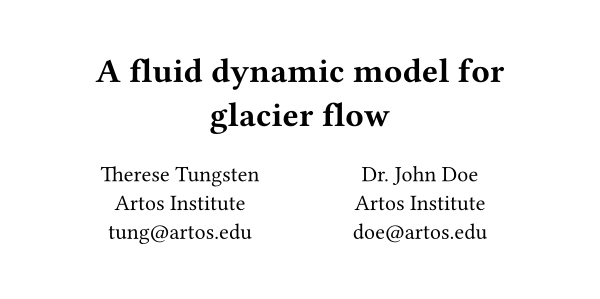 A fluid dynamic model for
glacier flow
Therese Tungsten
Artos Institute
tung@artos.edu
Dr. John Doe
Artos Institute
doe@artos.edu